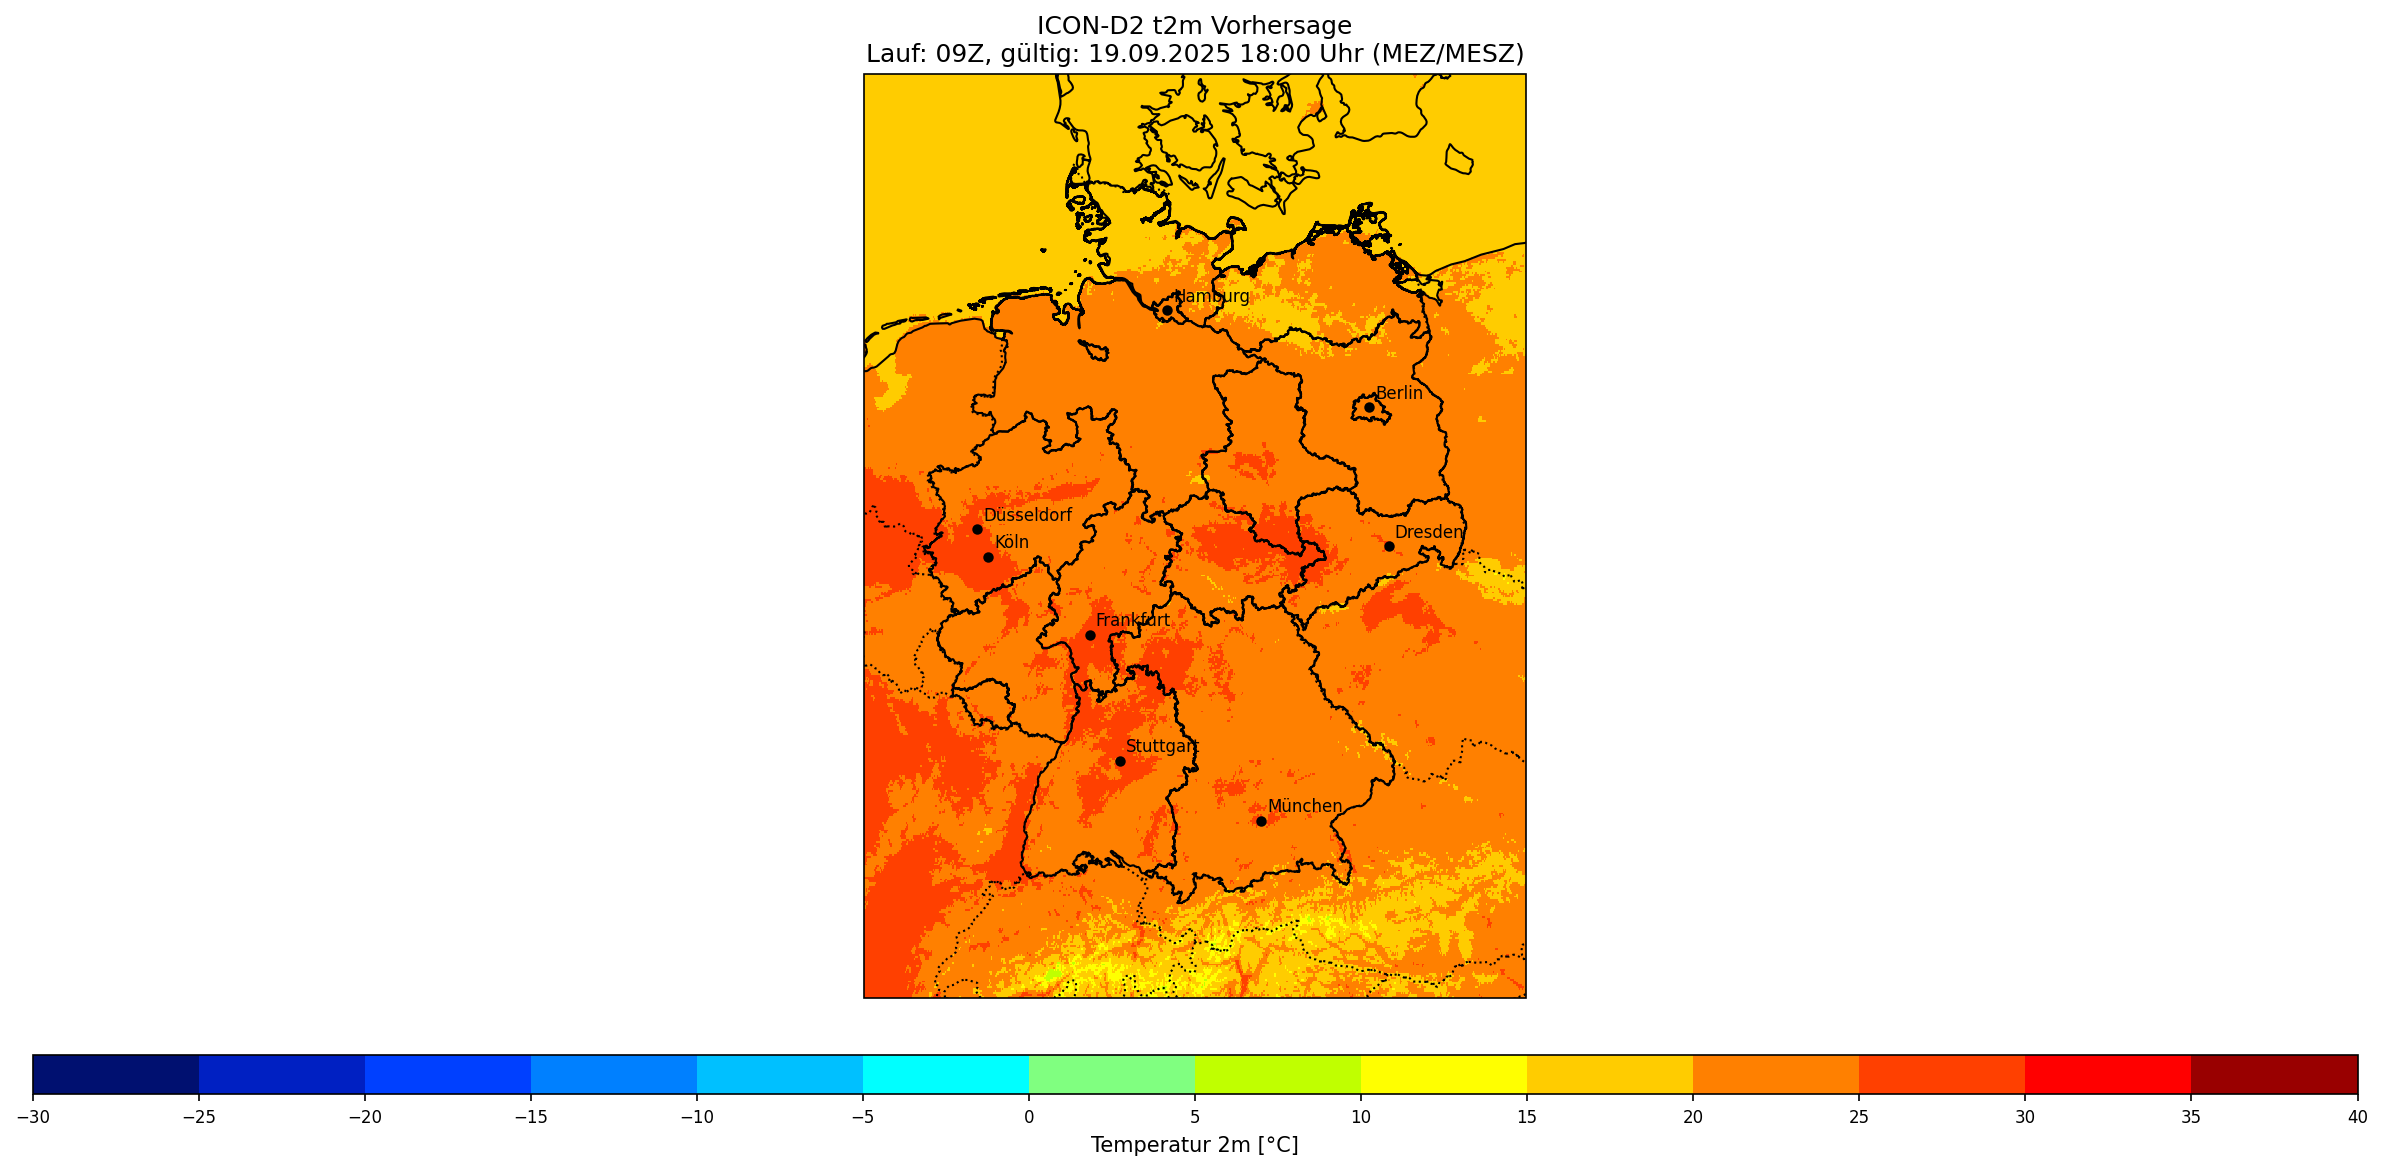 ICON-D2 t2m Vorhersage
Lauf: 09Z, gültig: 19.09.2025 18:00 Uhr (MEZ/MESZ)
Hamburg
Berlin
Düsseldorf
Köln
Dresden
Frankfurt
Stuttgart
München
−30 −25 −20 −15 −10 −5 0 5 10 15 20 25 30 35 40
Temperatur 2m [°C]